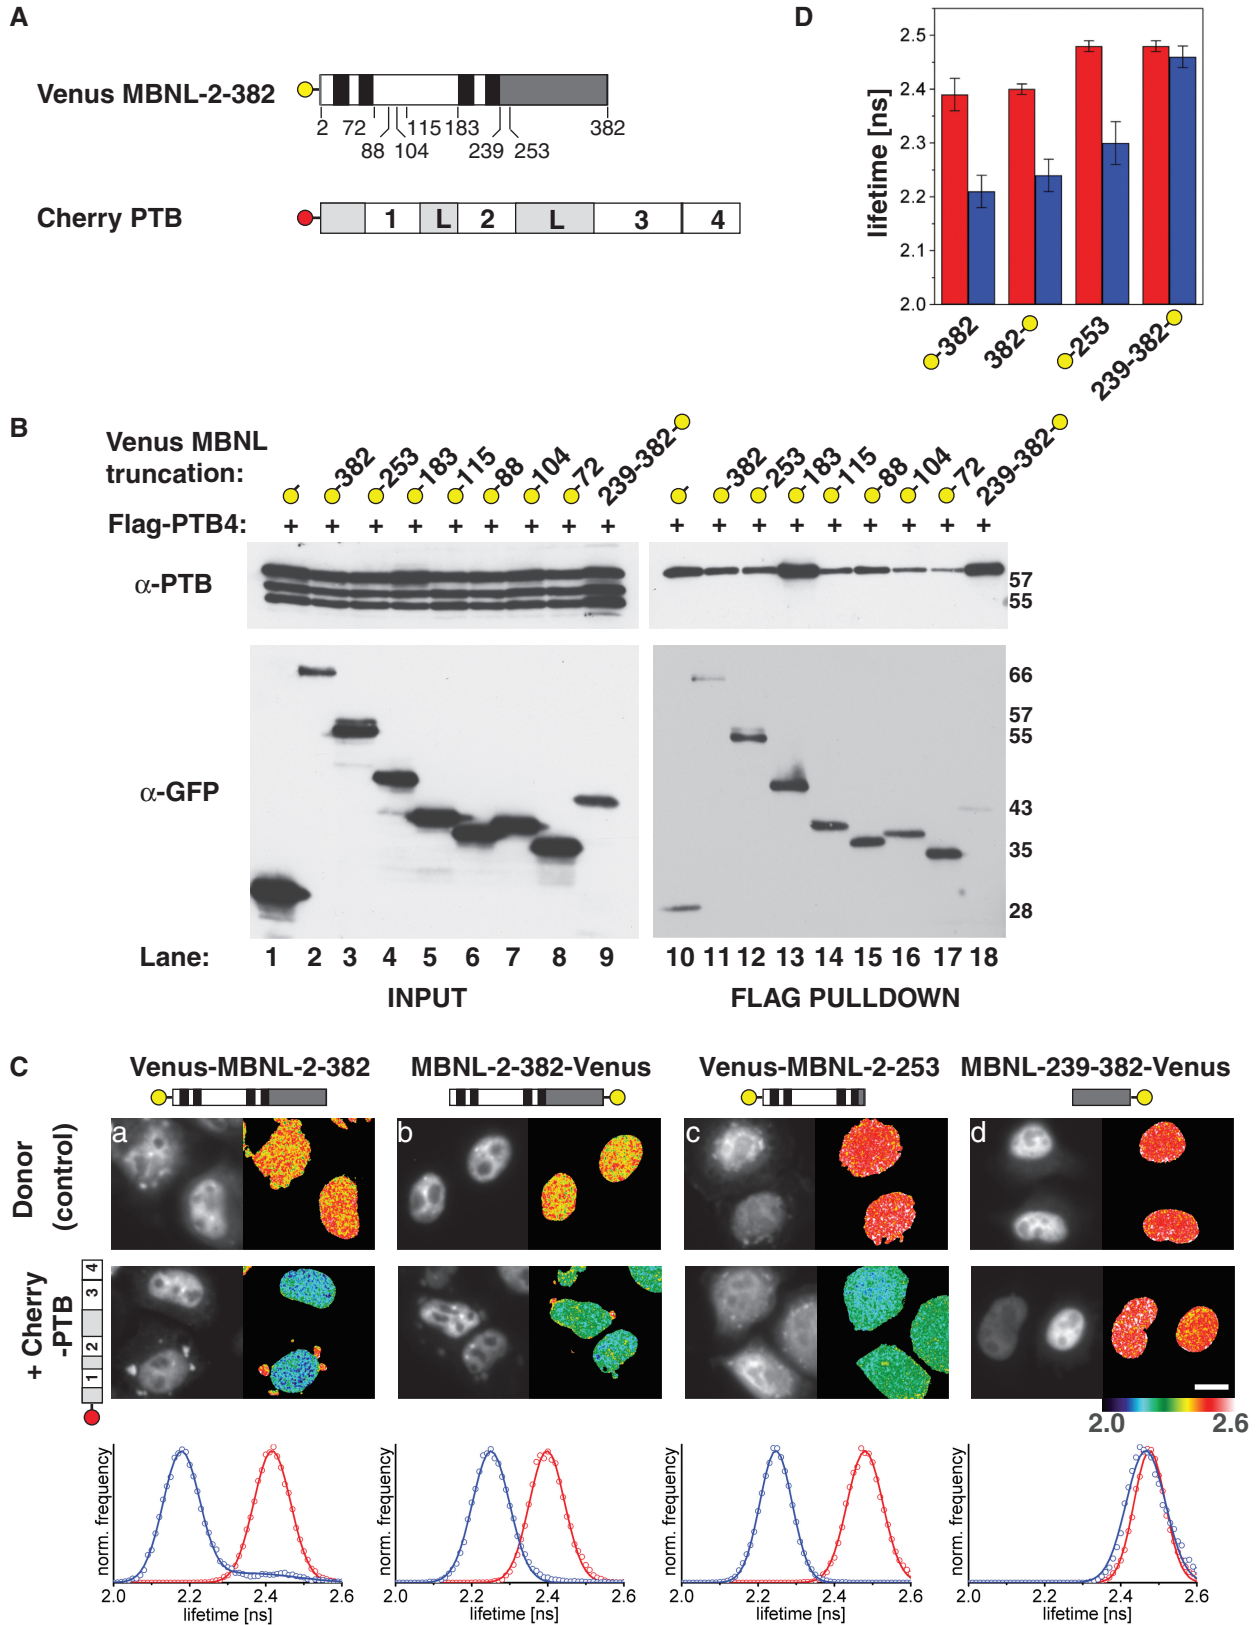 A
Venus MBNL-2-382
2 72 115 183 382
88 104 239 253
Cherry PTB
1 L 2 L 3 4
D
lifetime [ns]
2.5
2.4
2.3
2.2
2.1
2.0
-382
382-
-253
239-382-
B
Venus MBNL
truncation:
- -382 -253 -183 -115 -88 -104 -72 239-382-
- -382 -253 -183 -115 -88 -104 -72 239-382-
Flag-PTB4: + + + + + + + + +
+ + + + + + + + +
α-PTB
57
55
α-GFP
66
57
55
43
35
28
Lane: 1 2 3 4 5 6 7 8 9
10 11 12 13 14 15 16 17 18
INPUT
FLAG PULLDOWN
C
Venus-MBNL-2-382
MBNL-2-382-Venus
Venus-MBNL-2-253
MBNL-239-382-Venus
Donor
(control)
a
b
c
d
+ Cherry
-PTB
1 2 3 4
2.0 2.6
norm. frequency
2.0 2.2 2.4 2.6
lifetime [ns]
norm. frequency
2.0 2.2 2.4 2.6
lifetime [ns]
norm. frequency
2.0 2.2 2.4 2.6
lifetime [ns]
norm. frequency
2.0 2.2 2.4 2.6
lifetime [ns]